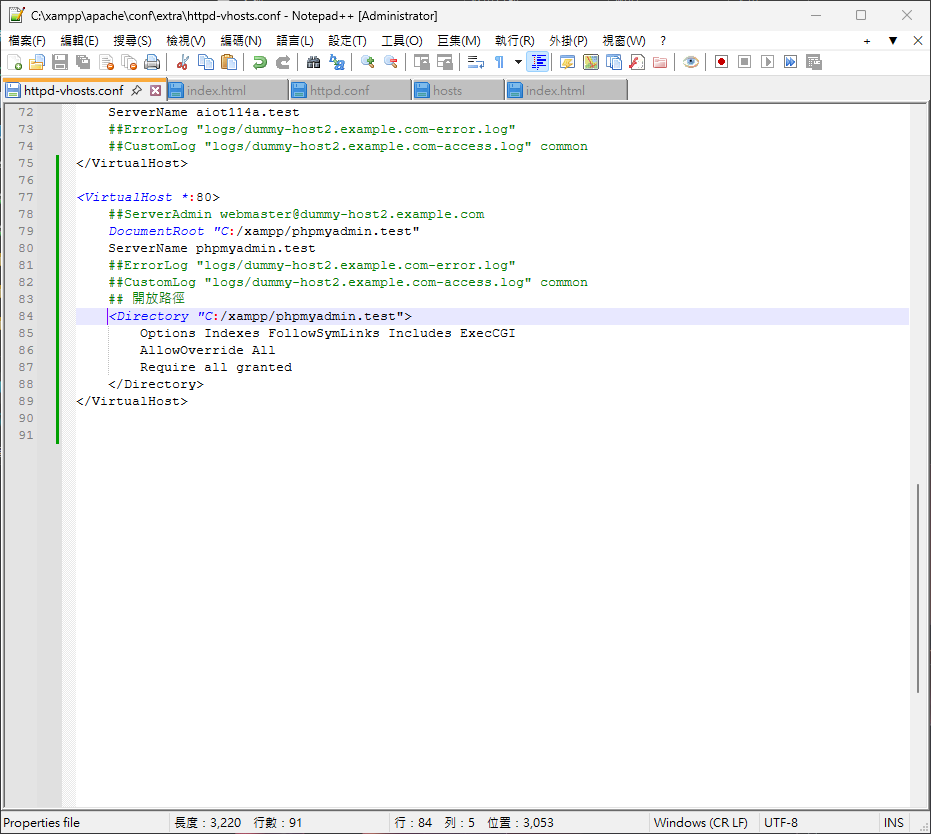 C:\xampp\apache\conf\extra\httpd-vhosts.conf - Notepad++ [Administrator]
檔案(F) 編輯(E) 搜尋(S) 檢視(V) 編碼(N) 語言(L) 設定(T) 工具(O) 巨集(M) 執行(R) 外掛(P) 視窗(W) ? + ▼ ✕
httpd-vhosts.conf index.html httpd.conf hosts index.html
72 ServerName aiot114a.test
73 ##ErrorLog "logs/dummy-host2.example.com-error.log"
74 ##CustomLog "logs/dummy-host2.example.com-access.log" common
75 </VirtualHost>
76
77 <VirtualHost *:80>
78 ##ServerAdmin webmaster@dummy-host2.example.com
79 DocumentRoot "C:/xampp/phpmyadmin.test"
80 ServerName phpmyadmin.test
81 ##ErrorLog "logs/dummy-host2.example.com-error.log"
82 ##CustomLog "logs/dummy-host2.example.com-access.log" common
83 ## 開放路徑
84 <Directory "C:/xampp/phpmyadmin.test">
85 Options Indexes FollowSymLinks Includes ExecCGI
86 AllowOverride All
87 Require all granted
88 </Directory>
89 </VirtualHost>
90
91
Properties file 長度：3,220 行數：91 行：84 列：5 位置：3,053 Windows (CR LF) UTF-8 INS